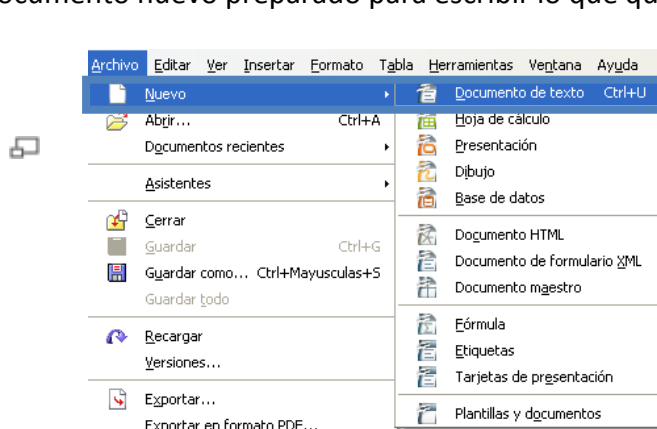 ocumento nuevo preparado para escribir lo que qu
Archivo Editar Ver Insertar Formato Tabla Herramientas Ventana Ayuda
Nuevo
Abrir... Ctrl+A
Documentos recientes
Asistentes
Cerrar
Guardar Ctrl+G
Guardar como... Ctrl+Mayusculas+S
Guardar todo
Recargar
Versiones...
Exportar...
Exportar en formato PDF...
Documento de texto Ctrl+U
Hoja de cálculo
Presentación
Dibujo
Base de datos
Documento HTML
Documento de formulario XML
Documento maestro
Fórmula
Etiquetas
Tarjetas de presentación
Plantillas y documentos